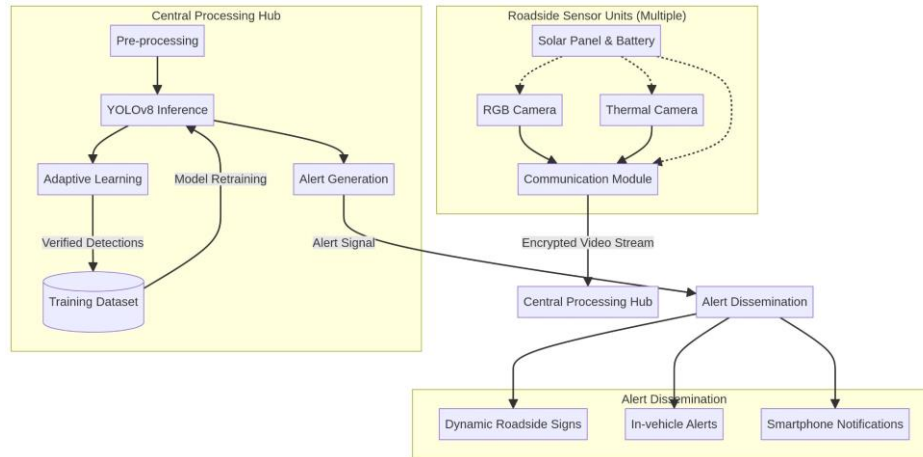 Central Processing Hub
Pre-processing
YOLOv8 Inference
Adaptive Learning
Model Retraining
Alert Generation
Verified Detections
Alert Signal
Training Dataset
Roadside Sensor Units (Multiple)
Solar Panel & Battery
RGB Camera
Thermal Camera
Communication Module
Encrypted Video Stream
Central Processing Hub
Alert Dissemination
Alert Dissemination
Dynamic Roadside Signs
In-vehicle Alerts
Smartphone Notifications